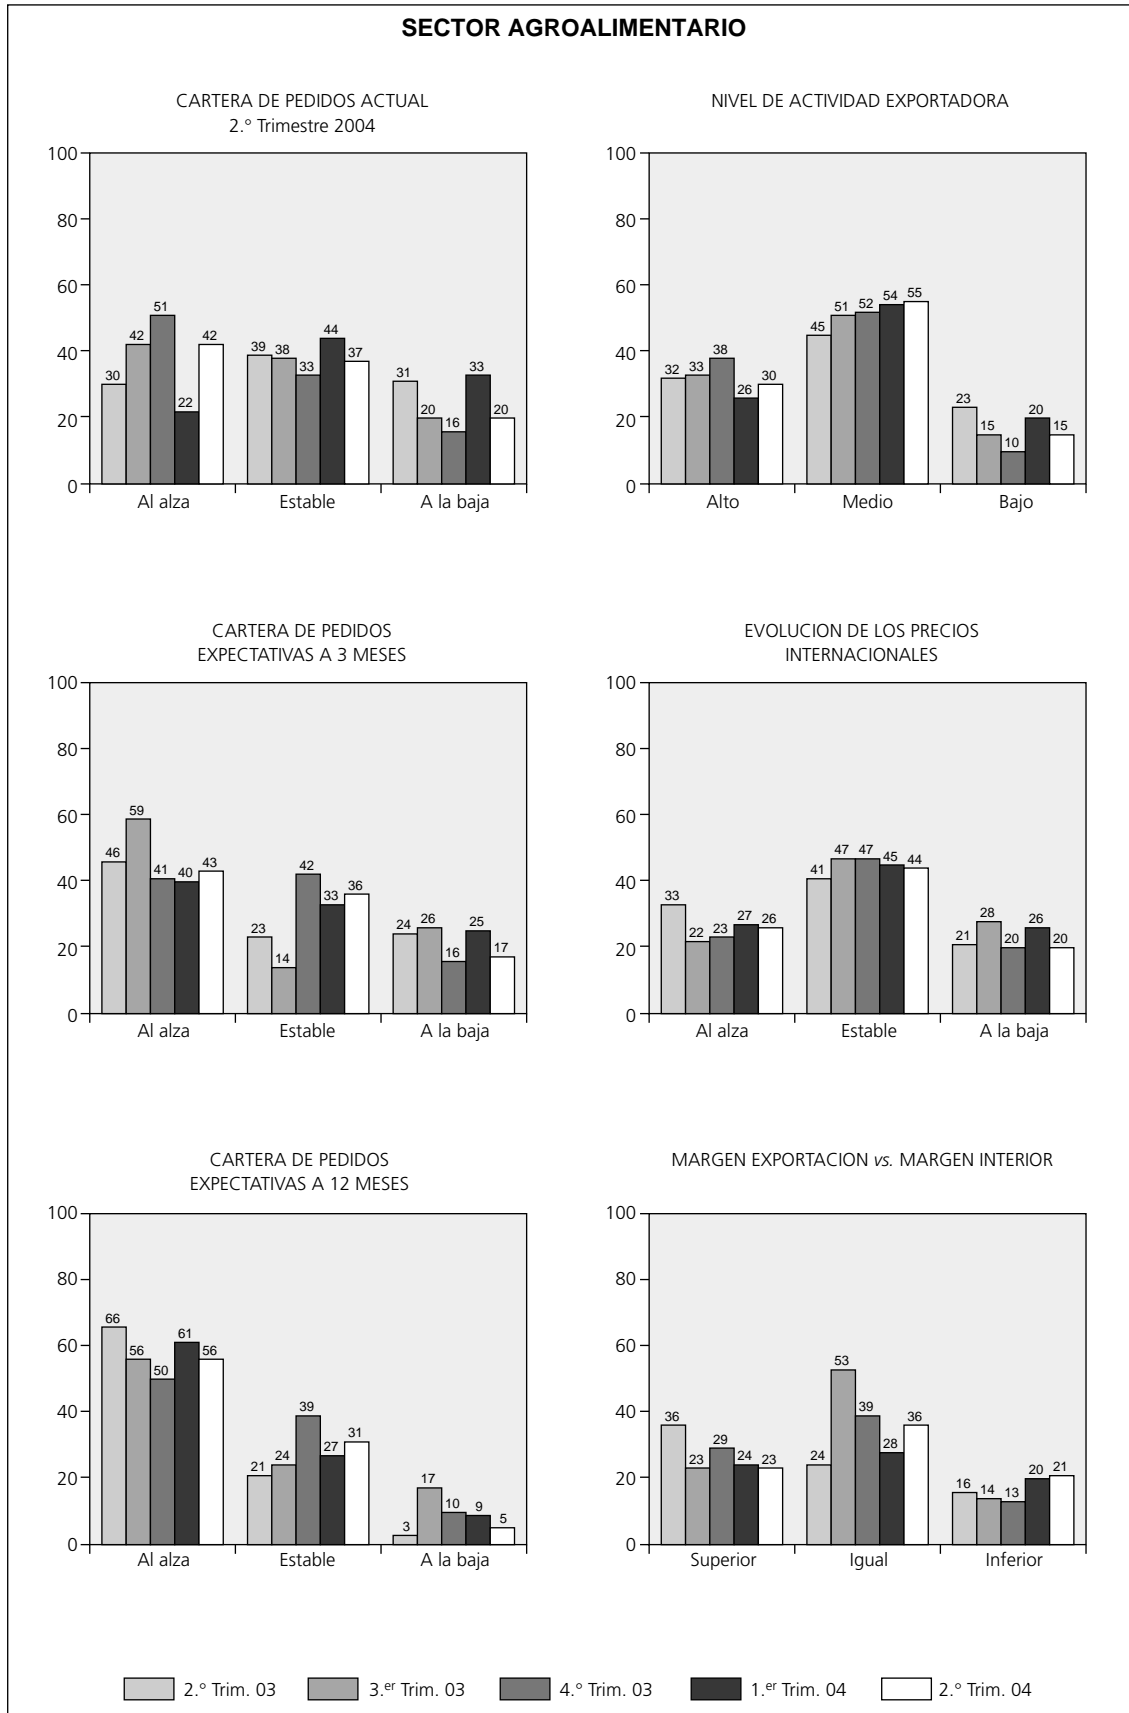 SECTOR AGROALIMENTARIO
CARTERA DE PEDIDOS ACTUAL
2.º Trimestre 2004
100
80
60
40
20
0
30 42 51 22 42
39 38 33 44 37
31 20 16 33 20
Al alza Estable A la baja
NIVEL DE ACTIVIDAD EXPORTADORA
100
80
60
40
20
0
32 33 38 26 30
45 51 52 54 55
23 15 10 20 15
Alto Medio Bajo
CARTERA DE PEDIDOS
EXPECTATIVAS A 3 MESES
100
80
60
40
20
0
46 59 41 40 43
23 14 42 33 36
24 26 16 25 17
Al alza Estable A la baja
EVOLUCION DE LOS PRECIOS
INTERNACIONALES
100
80
60
40
20
0
33 22 23 27 26
41 47 47 45 44
21 28 20 26 20
Al alza Estable A la baja
CARTERA DE PEDIDOS
EXPECTATIVAS A 12 MESES
100
80
60
40
20
0
66 56 50 61 56
21 24 39 27 31
3 17 10 9 5
Al alza Estable A la baja
MARGEN EXPORTACION vs. MARGEN INTERIOR
100
80
60
40
20
0
36 23 29 24 23
24 53 39 28 36
16 14 13 20 21
Superior Igual Inferior
2.º Trim. 03 3.er Trim. 03 4.º Trim. 03 1.er Trim. 04 2.º Trim. 04